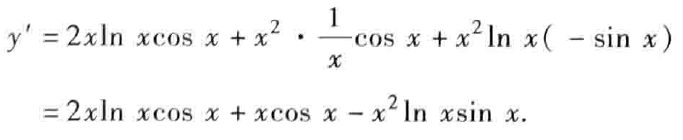 y′ = 2xln xcos x + x² · 1/x cos x + x² ln x( − sin x)
= 2xln xcos x + xcos x − x² ln xsin x.